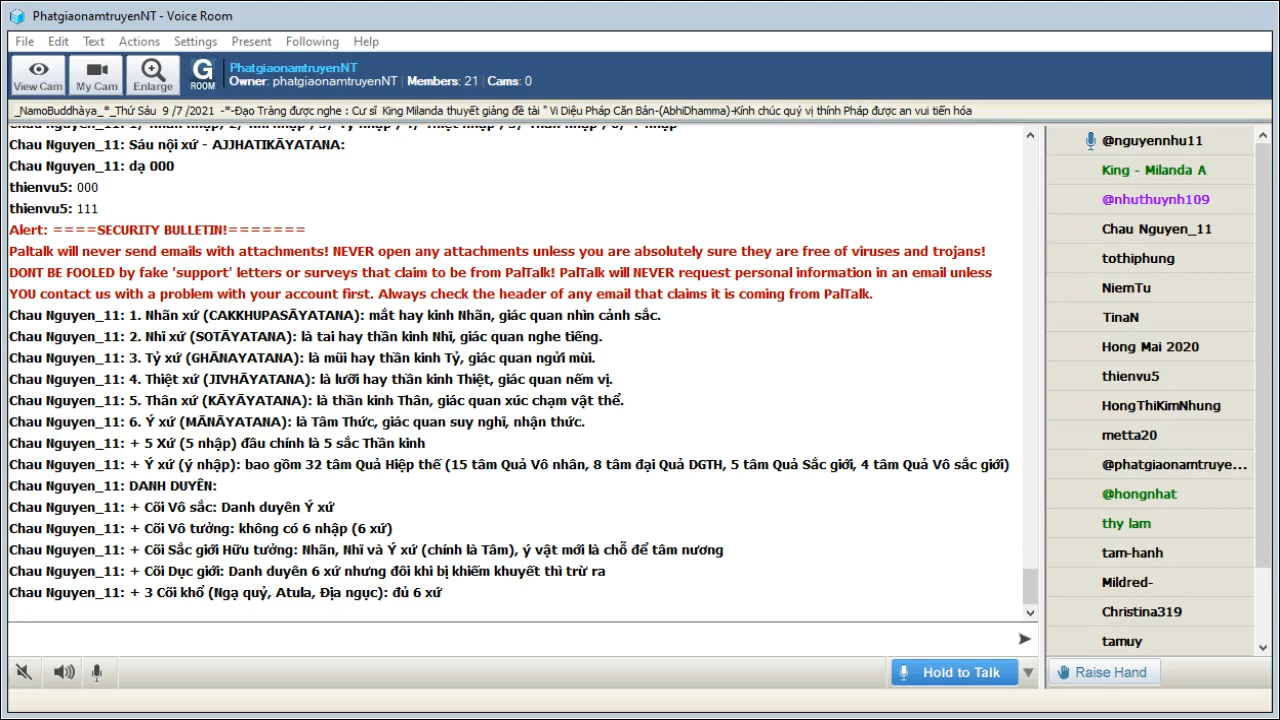 PhatgiaonamtruyenNT - Voice Room
File Edit Text Actions Settings Present Following Help
View Cam My Cam Enlarge G ROOM
PhatgiaonamtruyenNT
Owner: phatgiaonamtruyenNT Members: 21 Cams: 0
_NamoBuddhàya_*_Thứ Sáu 9 /7 /2021 -*-Đạo Tràng được nghe : Cư sĩ King Milanda thuyết giảng đề tài " Vi Diệu Pháp Căn Bản-(AbhiDhamma)-Kính chúc quý vị thính Pháp được an vui tiến hóa
Chau Nguyen_11: Sáu nội xứ - AJJHATIKĀYATANA:
Chau Nguyen_11: dạ 000
thienvu5: 000
thienvu5: 111
Alert: ====SECURITY BULLETIN!=======
Paltalk will never send emails with attachments! NEVER open any attachments unless you are absolutely sure they are free of viruses and trojans!
DONT BE FOOLED by fake 'support' letters or surveys that claim to be from PalTalk! PalTalk will NEVER request personal information in an email unless
YOU contact us with a problem with your account first. Always check the header of any email that claims it is coming from PalTalk.
Chau Nguyen_11: 1. Nhãn xứ (CAKKHUPASĀYATANA): mắt hay kinh Nhãn, giác quan nhìn cảnh sắc.
Chau Nguyen_11: 2. Nhĩ xứ (SOTĀYATANA): là tai hay thần kinh Nhĩ, giác quan nghe tiếng.
Chau Nguyen_11: 3. Tỷ xứ (GHĀNAYATANA): là mũi hay thần kinh Tỷ, giác quan ngửi mùi.
Chau Nguyen_11: 4. Thiệt xứ (JIVHĀYATANA): là lưỡi hay thần kinh Thiệt, giác quan nếm vị.
Chau Nguyen_11: 5. Thân xứ (KĀYĀYATANA): là thần kinh Thân, giác quan xúc chạm vật thể.
Chau Nguyen_11: 6. Ý xứ (MĀNĀYATANA): là Tâm Thức, giác quan suy nghĩ, nhận thức.
Chau Nguyen_11: + 5 Xứ (5 nhập) đầu chính là 5 sắc Thần kinh
Chau Nguyen_11: + Ý xứ (ý nhập): bao gồm 32 tâm Quả Hiệp thế (15 tâm Quả Vô nhân, 8 tâm đại Quả DGTH, 5 tâm Quả Sắc giới, 4 tâm Quả Vô sắc giới)
Chau Nguyen_11: DANH DUYÊN:
Chau Nguyen_11: + Cõi Vô sắc: Danh duyên Ý xứ
Chau Nguyen_11: + Cõi Vô tưởng: không có 6 nhập (6 xứ)
Chau Nguyen_11: + Cõi Sắc giới Hữu tưởng: Nhãn, Nhĩ và Ý xứ (chính là Tâm), ý vật mới là chỗ để tâm nương
Chau Nguyen_11: + Cõi Dục giới: Danh duyên 6 xứ nhưng đôi khi bị khiếm khuyết thì trừ ra
Chau Nguyen_11: + 3 Cõi khổ (Ngạ quỷ, Atula, Địa ngục): đủ 6 xứ
Hold to Talk
@nguyennhu11
King - Milanda A
@nhuthuynh109
Chau Nguyen_11
tothiphung
NiemTu
TinaN
Hong Mai 2020
thienvu5
HongThiKimNhung
metta20
@phatgiaonamtruye...
@hongnhat
thy lam
tam-hanh
Mildred-
Christina319
tamuy
Raise Hand